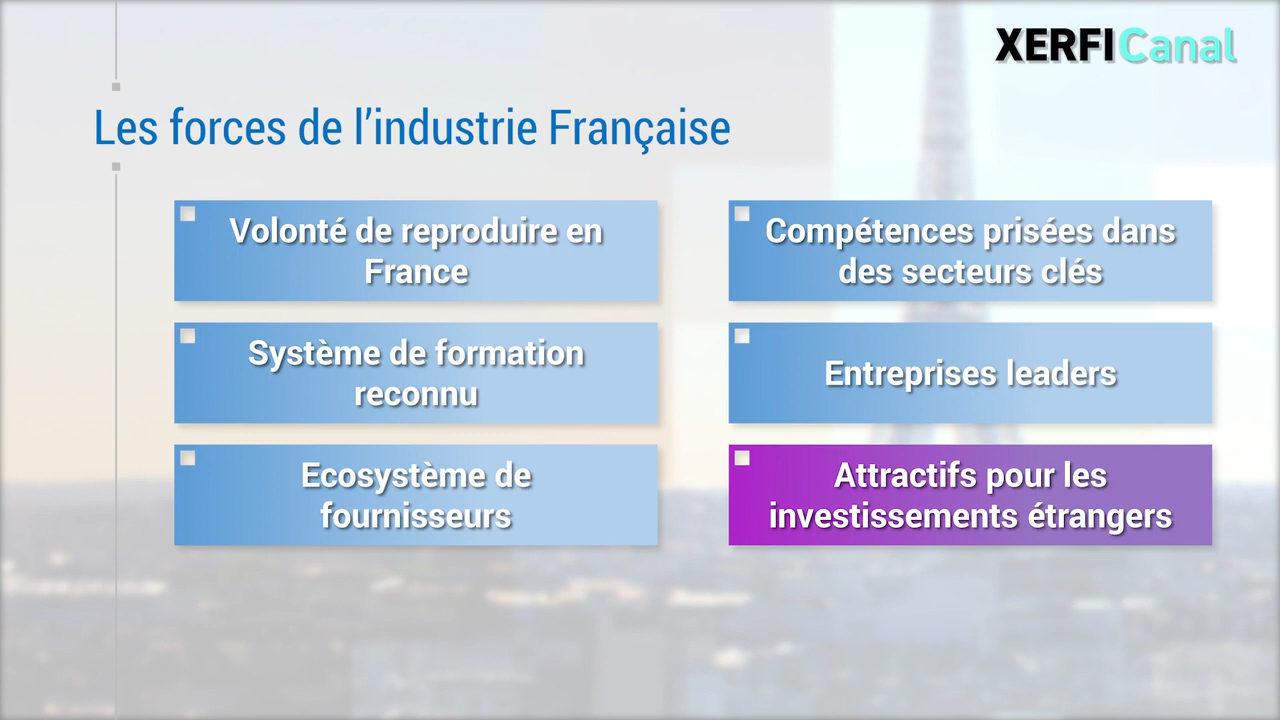 XERFI Canal
Les forces de l’industrie Française
Volonté de reproduire en
France
Compétences prisées dans
des secteurs clés
Système de formation
reconnu
Entreprises leaders
Ecosystème de
fournisseurs
Attractifs pour les
investissements étrangers